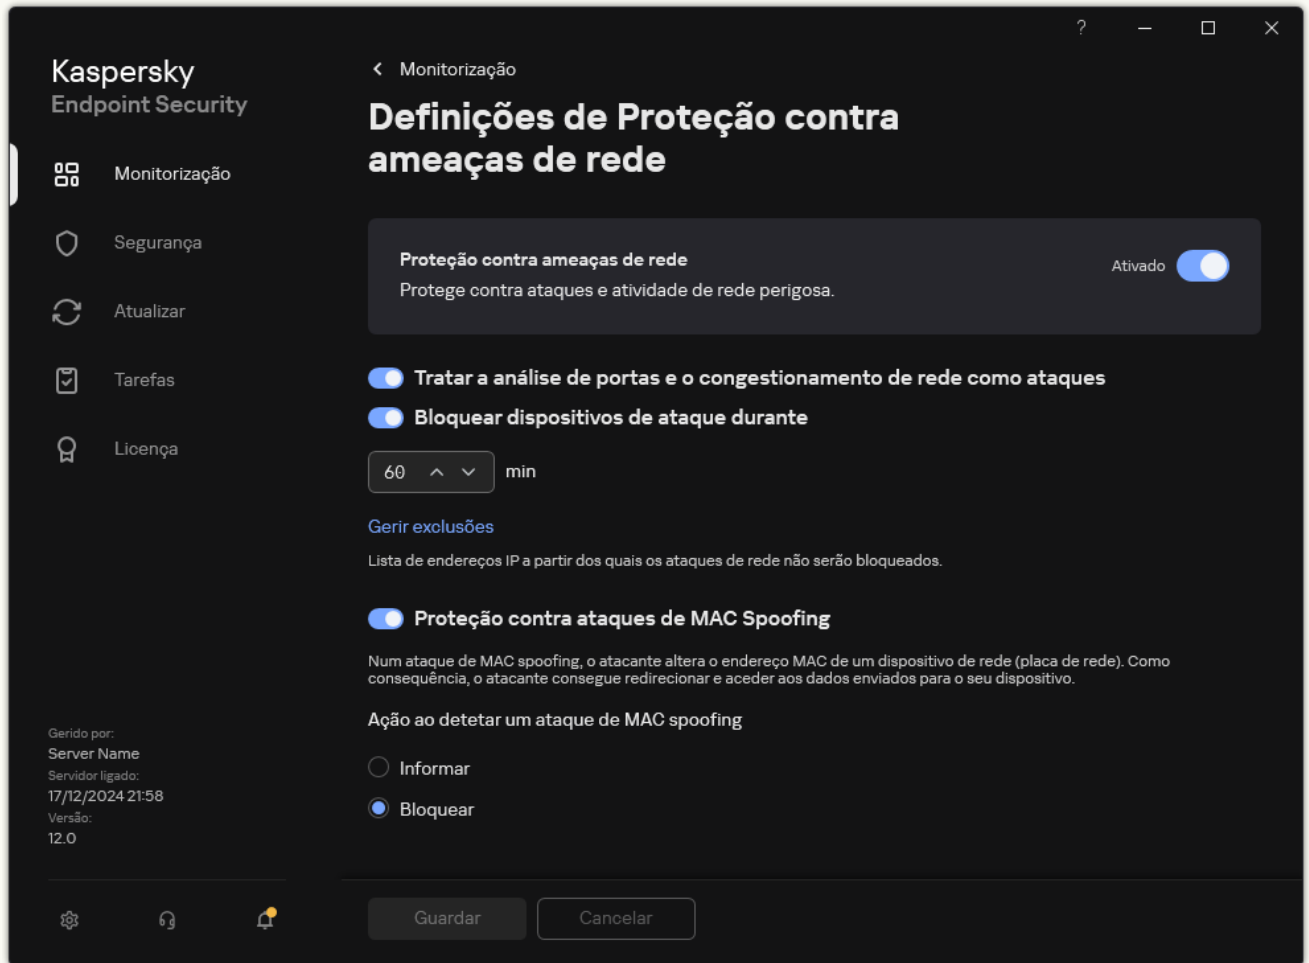 Kaspersky
Endpoint Security
Monitorização
Segurança
Atualizar
Tarefas
Licença
Gerido por:
Server Name
Servidor ligado:
17/12/2024 21:58
Versão:
12.0
?
Monitorização
Definições de Proteção contra
ameaças de rede
Proteção contra ameaças de rede
Protege contra ataques e atividade de rede perigosa.
Ativado
Tratar a análise de portas e o congestionamento de rede como ataques
Bloquear dispositivos de ataque durante
60 min
Gerir exclusões
Lista de endereços IP a partir dos quais os ataques de rede não serão bloqueados.
Proteção contra ataques de MAC Spoofing
Num ataque de MAC spoofing, o atacante altera o endereço MAC de um dispositivo de rede (placa de rede). Como
consequência, o atacante consegue redirecionar e aceder aos dados enviados para o seu dispositivo.
Ação ao detetar um ataque de MAC spoofing
Informar
Bloquear
Guardar
Cancelar